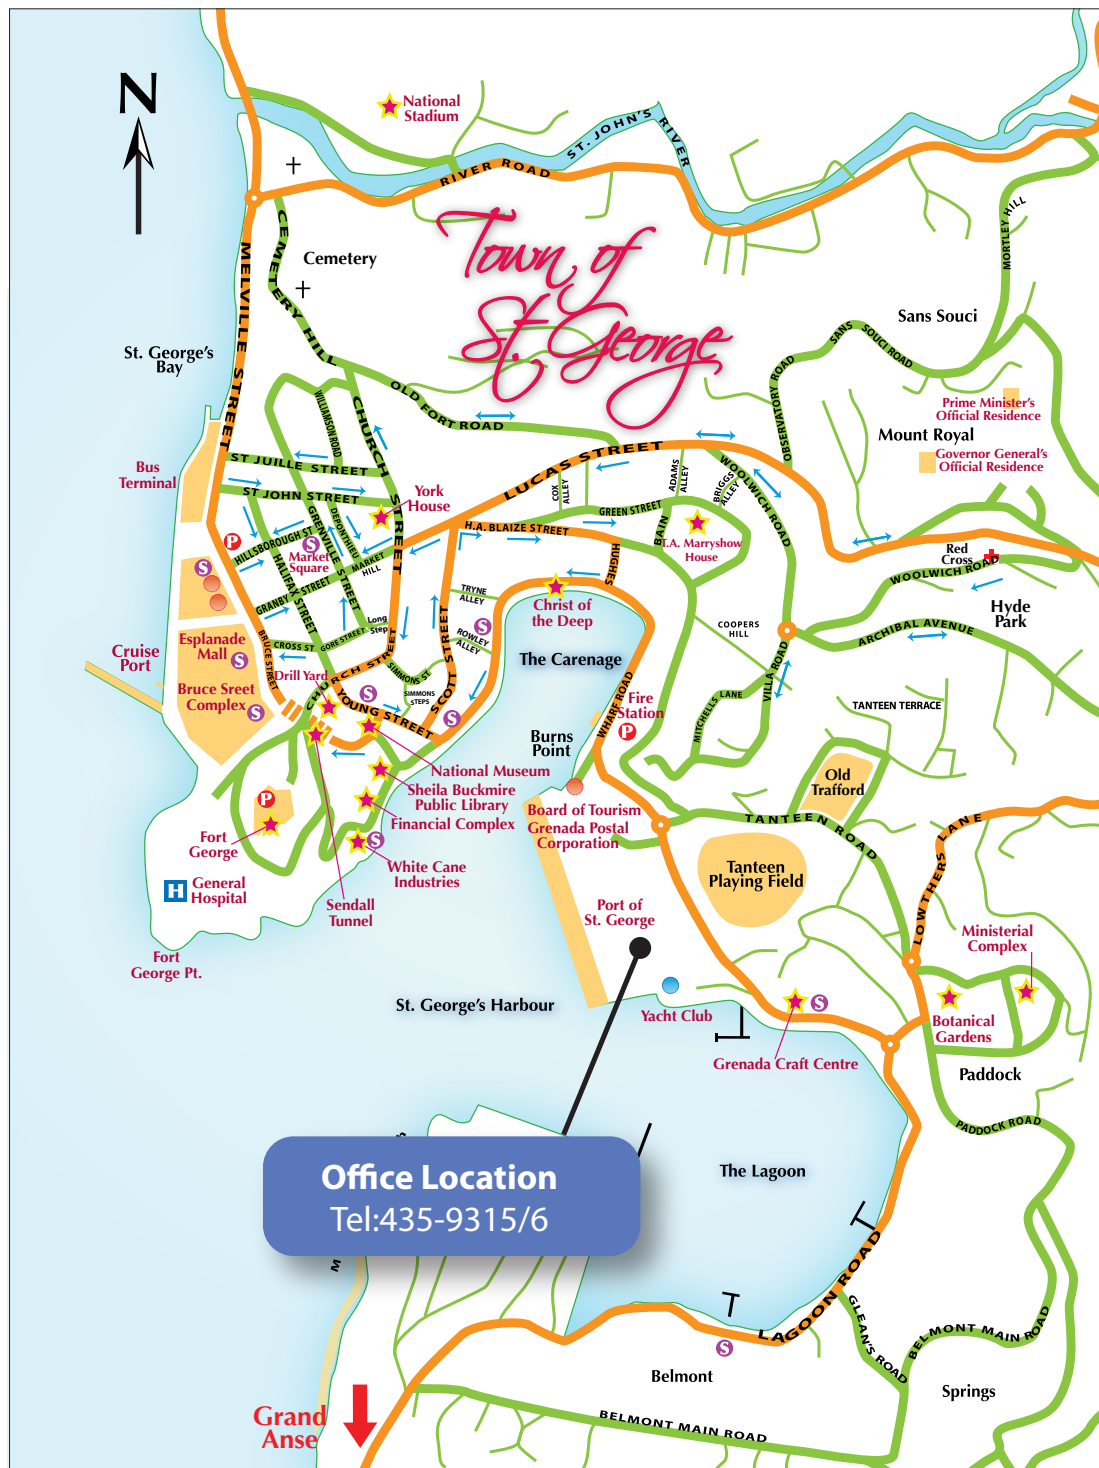 N
National
Stadium
ST. JOHN'S
RIVER
RIVER ROAD
Town of
St. George
CEMETERY HILL
Cemetery
MELVILLE STREET
MORTLEY HILL
Sans Souci
SANS SOUCI ROAD
OBSERVATORY ROAD
St. George's
Bay
Prime Minister's
Official Residence
Mount Royal
Governor General's
Official Residence
WILLIAMSON ROAD
CHURCH STREET
OLD FORT ROAD
LUCAS STREET
ST JUILLE STREET
Bus
Terminal
ST JOHN STREET
York
House
COX
ALLEY
ADAMS
ALLEY
BRIGGS
ALLEY
WOOLWICH ROAD
GREEN STREET
BAIN
H.A. BLAIZE STREET
HUGHES
T.A. Marryshow
House
P
HILLSBOROUGH ST
S
Market
Square
GRENVILLE STREET
DEPONTHIEU
MARKET
HILL
HALIFAX STREET
GRANBY STREET
S
Red
Cross
WOOLWICH ROAD
Hyde
Park
ARCHIBAL AVENUE
TRYNE
ALLEY
Christ of
the Deep
Long
Step
S
ROWLEY
ALLEY
COOPERS
HILL
Esplanade
Mall
S
BRUCE STREET
CROSS ST
GORE STREET
The Carenage
Cruise
Port
Drill Yard
CHURCH STREET
SIMMONS ST
SIMMONS
STEPS
SCOTT STREET
Bruce Sreet
Complex
S
YOUNG STREET
S
S
WHARF ROAD
Fire
Station
P
MITCHELLS LANE
VILLA ROAD
TANTEEN TERRACE
Burns
Point
National Museum
Sheila Buckmire
Public Library
Financial Complex
Board of Tourism
Grenada Postal
Corporation
Old
Trafford
TANTEEN ROAD
LOWTHERS LANE
P
Fort
George
S
White Cane
Industries
Tanteen
Playing Field
H
General
Hospital
Sendall
Tunnel
Port of
St. George
Ministerial
Complex
Fort
George Pt.
St. George's Harbour
Yacht Club
S
Botanical
Gardens
Grenada Craft Centre
Paddock
PADDOCK ROAD
Office Location
Tel:435-9315/6
The Lagoon
M
S
LAGOON ROAD
GLEAN'S ROAD
BELMONT MAIN ROAD
S
Belmont
Springs
Grand
Anse
BELMONT MAIN ROAD